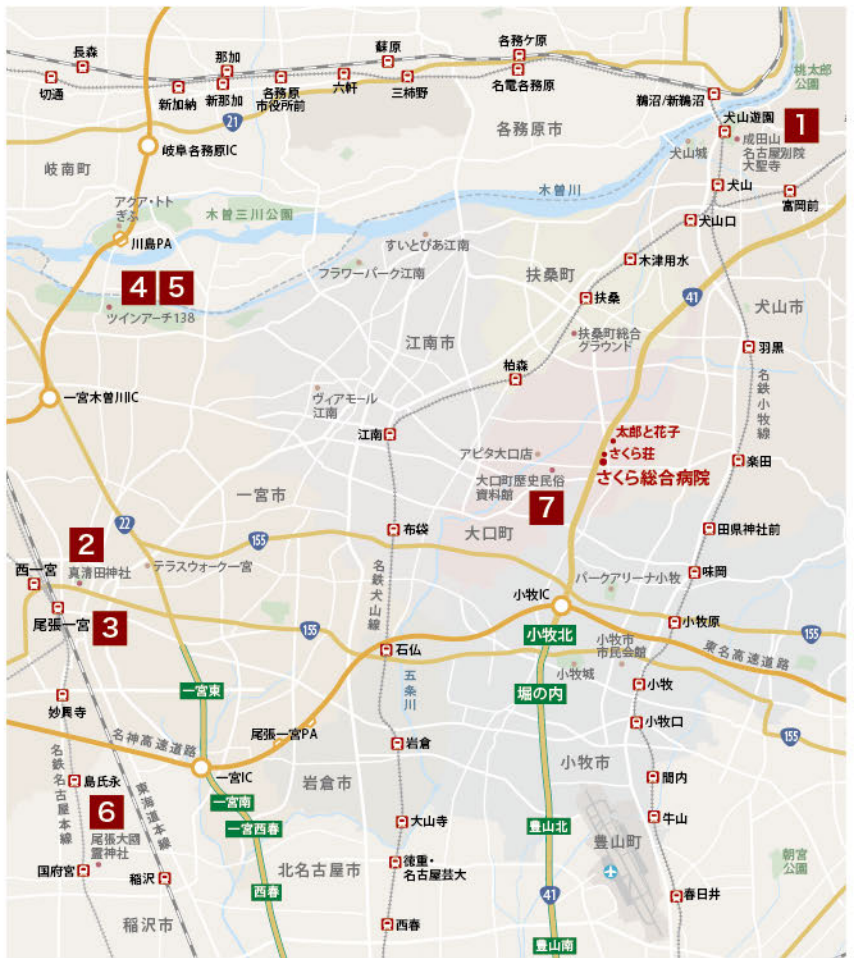 長森
切通
那加
新加納
新那加
各務原
市役所前
六軒
蘇原
三柿野
各務ケ原
名電各務原
鵜沼/新鵜沼
桃太郎
公園
21
各務原市
犬山遊園
1
成田山
名古屋別院
大聖寺
犬山城
犬山
富岡前
犬山口
岐阜各務原IC
岐南町
アクア・トト
ぎふ
木曽三川公園
木曽川
川島PA
すいとぴあ江南
フラワーパーク江南
4
5
ツインアーチ138
木津用水
扶桑町
扶桑
41
犬山市
江南市
扶桑町総合
グラウンド
羽黒
柏森
名鉄小牧線
一宮木曽川IC
ヴィアモール
江南
江南
太郎と花子
さくら荘
さくら総合病院
アピタ大口店
大口町歴史民俗
資料館
7
楽田
一宮市
22
155
布袋
大口町
田県神社前
2
西一宮
真清田神社
テラスウォーク一宮
名鉄犬山線
パークアリーナ小牧
味岡
小牧IC
尾張一宮
3
155
小牧北
小牧市
市民会館
小牧原
155
東名高速道路
石仏
小牧城
五条川
一宮東
堀の内
小牧
妙興寺
名神高速道路
尾張一宮PA
小牧口
155
岩倉
名鉄名古屋本線
島氏永
東海道本線
一宮IC
岩倉市
小牧市
間内
一宮南
6
一宮西春
大山寺
豊山北
牛山
尾張大國
霊神社
豊山町
国府宮
稲沢
北名古屋市
西春
徳重・
名古屋芸大
41
朝宮
公園
春日井
稲沢市
西春
豊山南